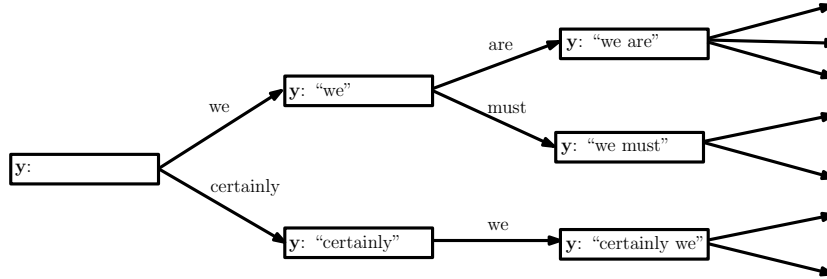 y:
we
certainly
y: “we”
y: “certainly”
are
must
we
y: “we are”
y: “we must”
y: “certainly we”